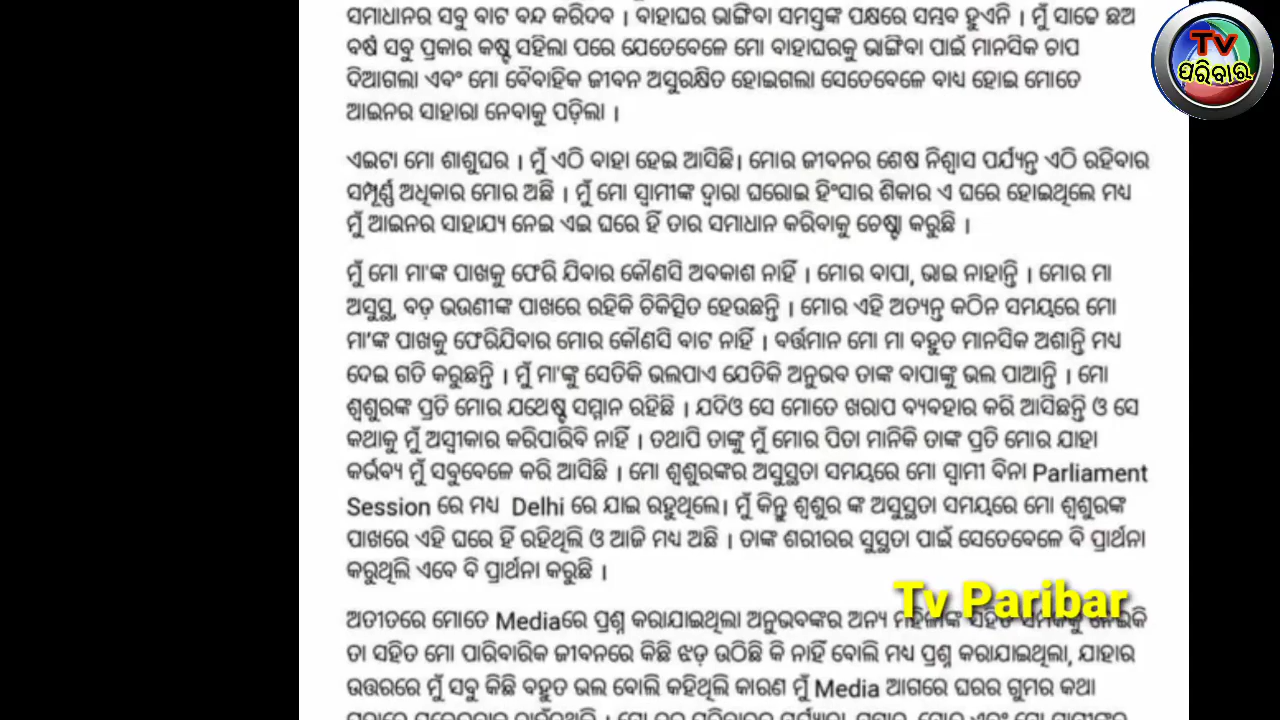 ସମାଧାନର ସବୁ ବାଟ ବନ୍ଦ କରିଦବ । ବାହାଘର ଭାଙ୍ଗିବା ସମସ୍ତଙ୍କ ପକ୍ଷରେ ସମ୍ଭବ ହୁଏନି । ମୁଁ ସାଢେ ଛଅ
ବର୍ଷ ସବୁ ପ୍ରକାର କଷ୍ଟ ସହିଲା ପରେ ଯେତେବେଳେ ମୋ ବାହାଘରକୁ ଭାଙ୍ଗିବା ପାଇଁ ମାନସିକ ଚାପ
ଦିଆଗଲା ଏବଂ ମୋ ବୈବାହିକ ଜୀବନ ଅସୁରକ୍ଷିତ ହୋଇଗଲା ସେତେବେଳେ ବାଧ୍ୟ ହୋଇ ମୋତେ
ଆଇନର ସାହାରା ନେବାକୁ ପଡ଼ିଲା ।
ଏଇଟା ମୋ ଶାଶୁଘର । ମୁଁ ଏଠି ବାହା ହେଇ ଆସିଛି। ମୋର ଜୀବନର ଶେଷ ନିଶ୍ୱାସ ପର୍ଯ୍ୟନ୍ତ ଏଠି ରହିବାର
ସମ୍ପୂର୍ଣ୍ଣ ଅଧିକାର ମୋର ଅଛି । ମୁଁ ମୋ ସ୍ୱାମୀଙ୍କ ଦ୍ୱାରା ଘରୋଇ ହିଂସାର ଶିକାର ଏ ଘରେ ହୋଇଥିଲେ ମଧ୍ୟ
ମୁଁ ଆଇନର ସାହାଯ୍ୟ ନେଇ ଏଇ ଘରେ ହିଁ ତାର ସମାଧାନ କରିବାକୁ ଚେଷ୍ଟା କରୁଛି ।
ମୁଁ ମୋ ମା'ଙ୍କ ପାଖକୁ ଫେରି ଯିବାର କୌଣସି ଅବକାଶ ନାହିଁ । ମୋର ବାପା, ଭାଇ ନାହାନ୍ତି । ମୋର ମା
ଅସୁସ୍ଥ, ବଡ଼ ଭଉଣୀଙ୍କ ପାଖରେ ରହିକି ଚିକିତ୍ସିତ ହେଉଛନ୍ତି । ମୋର ଏହି ଅତ୍ୟନ୍ତ କଠିନ ସମୟରେ ମୋ
ମା'ଙ୍କ ପାଖକୁ ଫେରିଯିବାର ମୋର କୌଣସି ବାଟ ନାହିଁ । ବର୍ତ୍ତମାନ ମୋ ମା ବହୁତ ମାନସିକ ଅଶାନ୍ତି ମଧ୍ୟ
ଦେଇ ଗତି କରୁଛନ୍ତି । ମୁଁ ମା'ଙ୍କୁ ସେତିକି ଭଲପାଏ ଯେତିକି ଅନୁଭବ ତାଙ୍କ ବାପାଙ୍କୁ ଭଲ ପାଆନ୍ତି । ମୋ
ଶ୍ୱଶୁରଙ୍କ ପ୍ରତି ମୋର ଯଥେଷ୍ଟ ସମ୍ମାନ ରହିଛି । ଯଦିଓ ସେ ମୋତେ ଖରାପ ବ୍ୟବହାର କରି ଆସିଛନ୍ତି ଓ ସେ
କଥାକୁ ମୁଁ ଅସ୍ୱୀକାର କରିପାରିବି ନାହିଁ । ତଥାପି ତାଙ୍କୁ ମୁଁ ମୋର ପିତା ମାନିକି ତାଙ୍କ ପ୍ରତି ମୋର ଯାହା
କର୍ତ୍ତବ୍ୟ ମୁଁ ସବୁବେଳେ କରି ଆସିଛି । ମୋ ଶ୍ୱଶୁରଙ୍କର ଅସୁସ୍ଥତା ସମୟରେ ମୋ ସ୍ୱାମୀ ବିନା Parliament
Session ରେ ମଧ୍ୟ Delhi ରେ ଯାଇ ରହୁଥିଲେ। ମୁଁ କିନ୍ତୁ ଶ୍ୱଶୁର ଙ୍କ ଅସୁସ୍ଥତା ସମୟରେ ମୋ ଶ୍ୱଶୁରଙ୍କ
ପାଖରେ ଏହି ଘରେ ହିଁ ରହିଥିଲି ଓ ଆଜି ମଧ୍ୟ ଅଛି । ତାଙ୍କ ଶରୀରର ସୁସ୍ଥତା ପାଇଁ ସେତେବେଳେ ବି ପ୍ରାର୍ଥନା
କରୁଥିଲି ଏବେ ବି ପ୍ରାର୍ଥନା କରୁଛି ।
ଅତୀତରେ ମୋତେ Mediaରେ ପ୍ରଶ୍ନ କରାଯାଇଥିଲା ଅନୁଭବଙ୍କର ଅନ୍ୟ ମହିଳାଙ୍କ ସହିତ
ତା ସହିତ ମୋ ପାରିବାରିକ ଜୀବନରେ କିଛି ଝଡ଼ ଉଠିଛି କି ନାହିଁ ବୋଲି ମଧ୍ୟ ପ୍ରଶ୍ନ କରାଯାଇଥିଲା, ଯାହାର
ଉତ୍ତରରେ ମୁଁ ସବୁ କିଛି ବହୁତ ଭଲ ବୋଲି କହିଥିଲି କାରଣ ମୁଁ Media ଆଗରେ ଘରର ଗୁମର କଥା
Tv
ପରିବାର
Tv Paribar